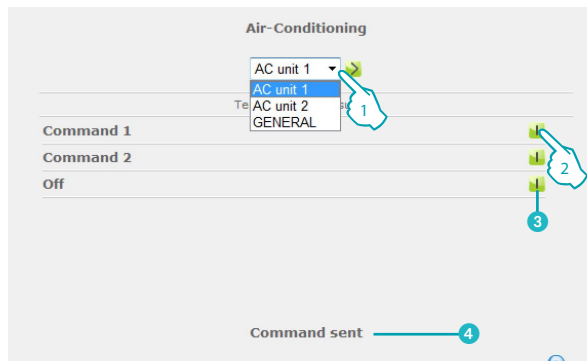 Air-Conditioning
AC unit 1
AC unit 1
AC unit 2
GENERAL
1
Command 1
2
Command 2
Off
3
Command sent
4